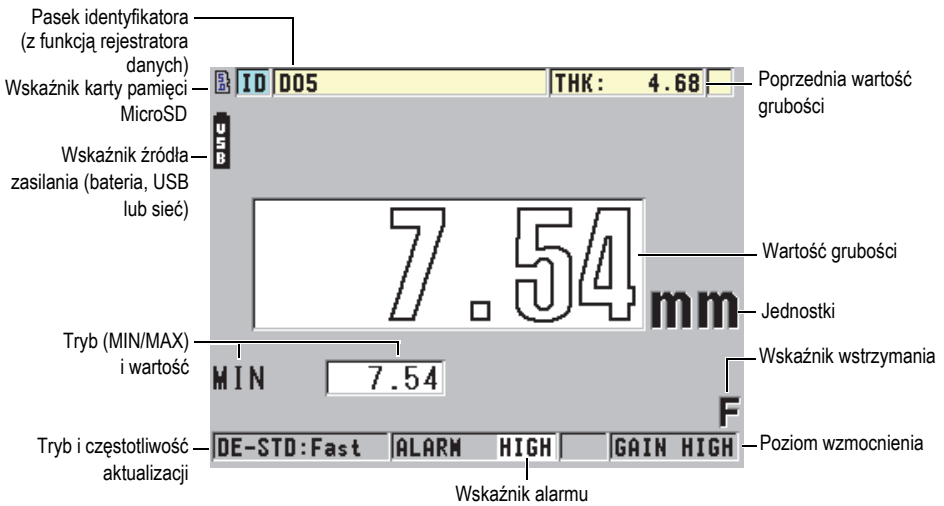 Pasek identyfikatora
(z funkcją rejestratora
danych)
Wskaźnik karty pamięci
MicroSD
Wskaźnik źródła
zasilania (bateria, USB
lub sieć)
Tryb (MIN/MAX)
i wartość
Tryb i częstotliwość
aktualizacji
SD ID D05 THK: 4.68
USB
7.54
mm
MIN 7.54
F
DE-STD:Fast ALARM HIGH GAIN HIGH
Poprzednia wartość
grubości
Wartość grubości
Jednostki
Wskaźnik wstrzymania
Poziom wzmocnienia
Wskaźnik alarmu